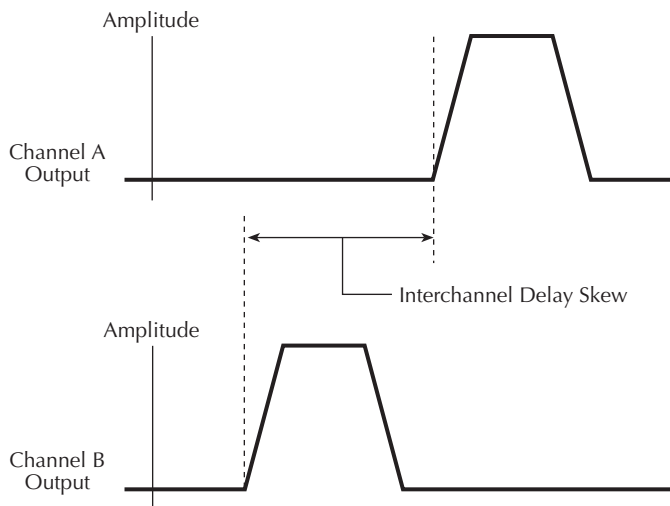 Amplitude
Channel A
Output
Interchannel Delay Skew
Amplitude
Channel B
Output